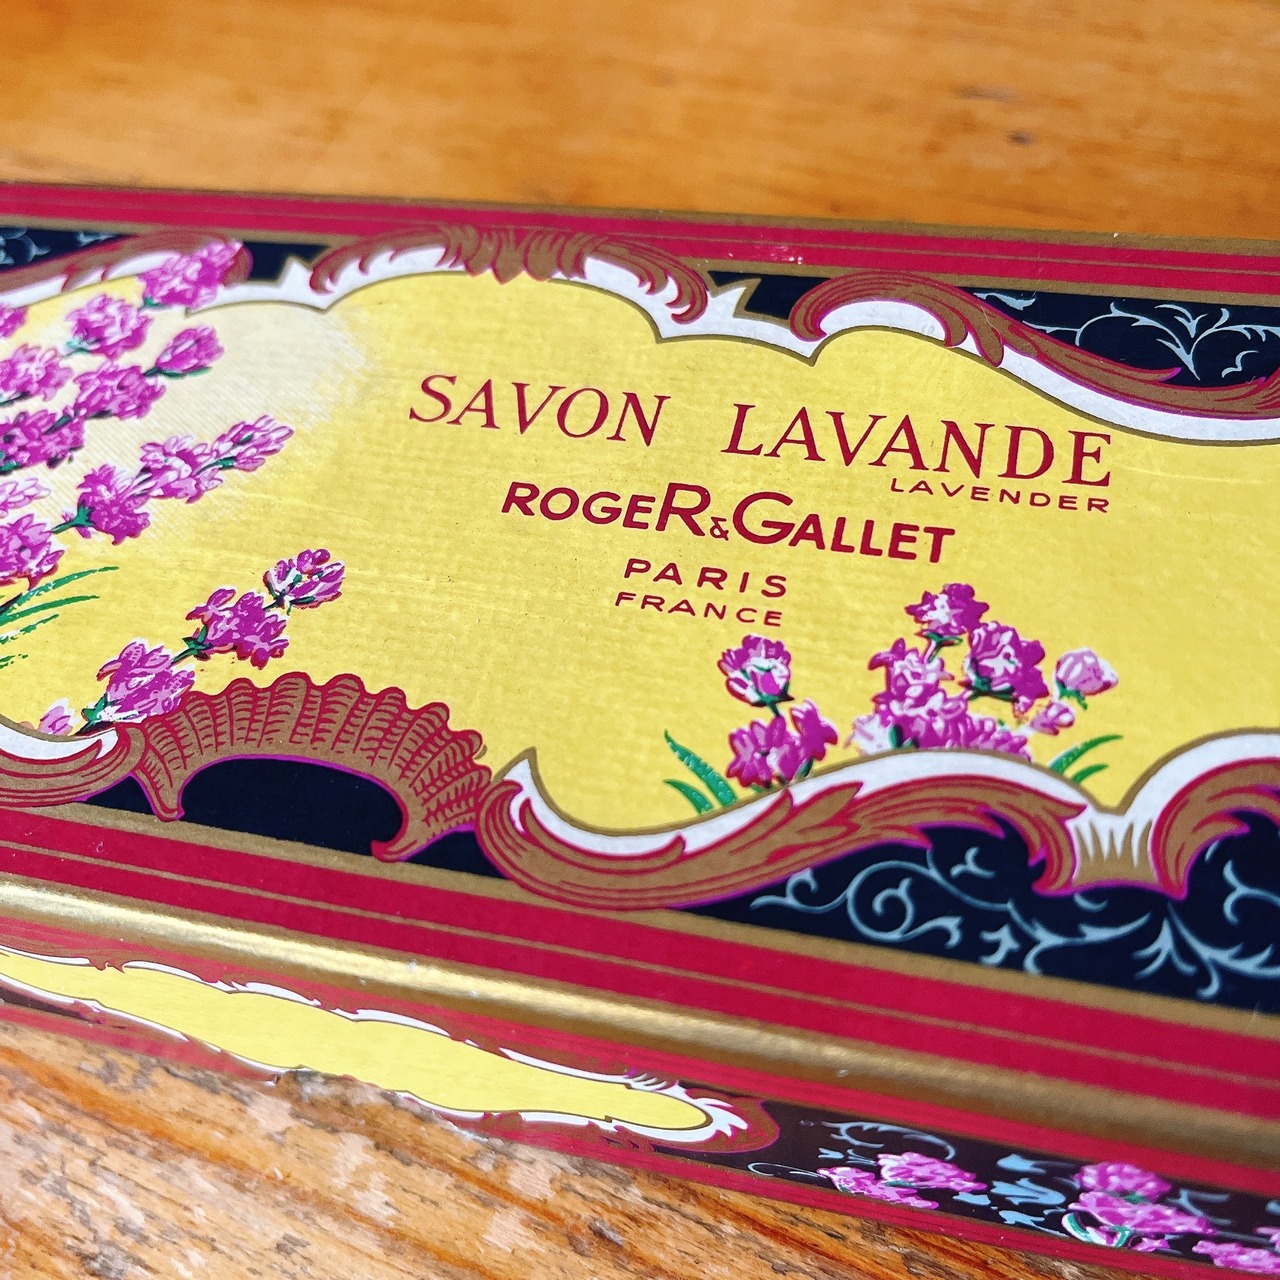 SAVON LAVANDE
LAVENDER
ROGER & GALLET
PARIS
FRANCE